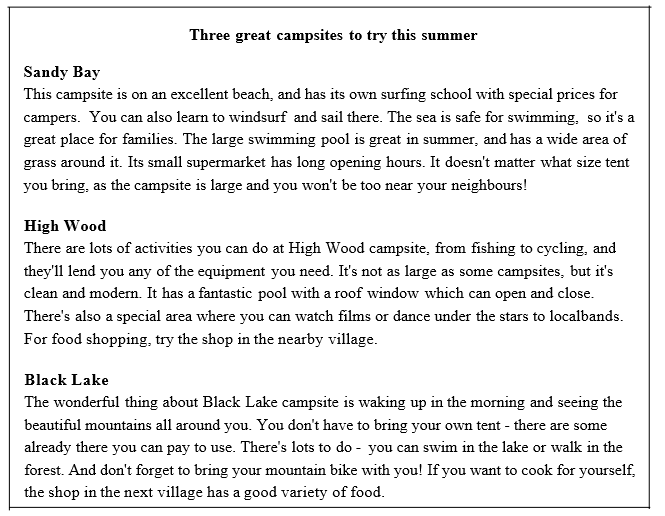 Three great campsites to try this summer
Sandy Bay
This campsite is on an excellent beach, and has its own surfing school with special prices for
campers. You can also learn to windsurf and sail there. The sea is safe for swimming, so it's a
great place for families. The large swimming pool is great in summer, and has a wide area of
grass around it. Its small supermarket has long opening hours. It doesn't matter what size tent
you bring, as the campsite is large and you won't be too near your neighbours!
High Wood
There are lots of activities you can do at High Wood campsite, from fishing to cycling, and
they'll lend you any of the equipment you need. It's not as large as some campsites, but it's
clean and modern. It has a fantastic pool with a roof window which can open and close.
There's also a special area where you can watch films or dance under the stars to localbands.
For food shopping, try the shop in the nearby village.
Black Lake
The wonderful thing about Black Lake campsite is waking up in the morning and seeing the
beautiful mountains all around you. You don't have to bring your own tent - there are some
already there you can pay to use. There's lots to do - you can swim in the lake or walk in the
forest. And don't forget to bring your mountain bike with you! If you want to cook for yourself,
the shop in the next village has a good variety of food.